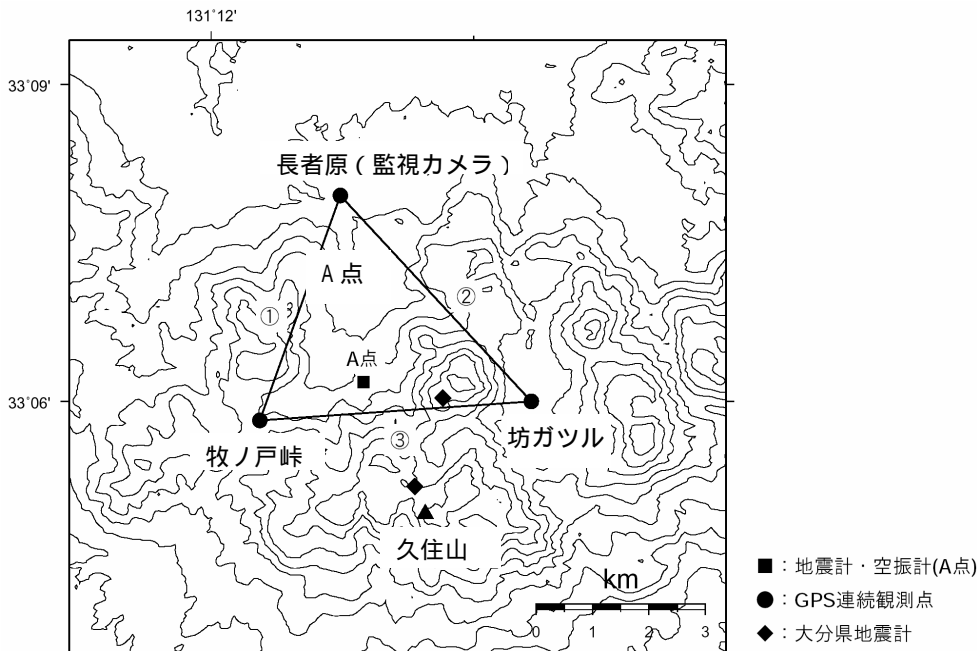 131˚12'
33˚09'
長者原（監視カメラ）
A 点
②
①
A点
33˚06'
③
坊ガツル
牧ノ戸峠
久住山
km
0 1 2 3
■：地震計・空振計(A点)
●：GPS連続観測点
◆：大分県地震計